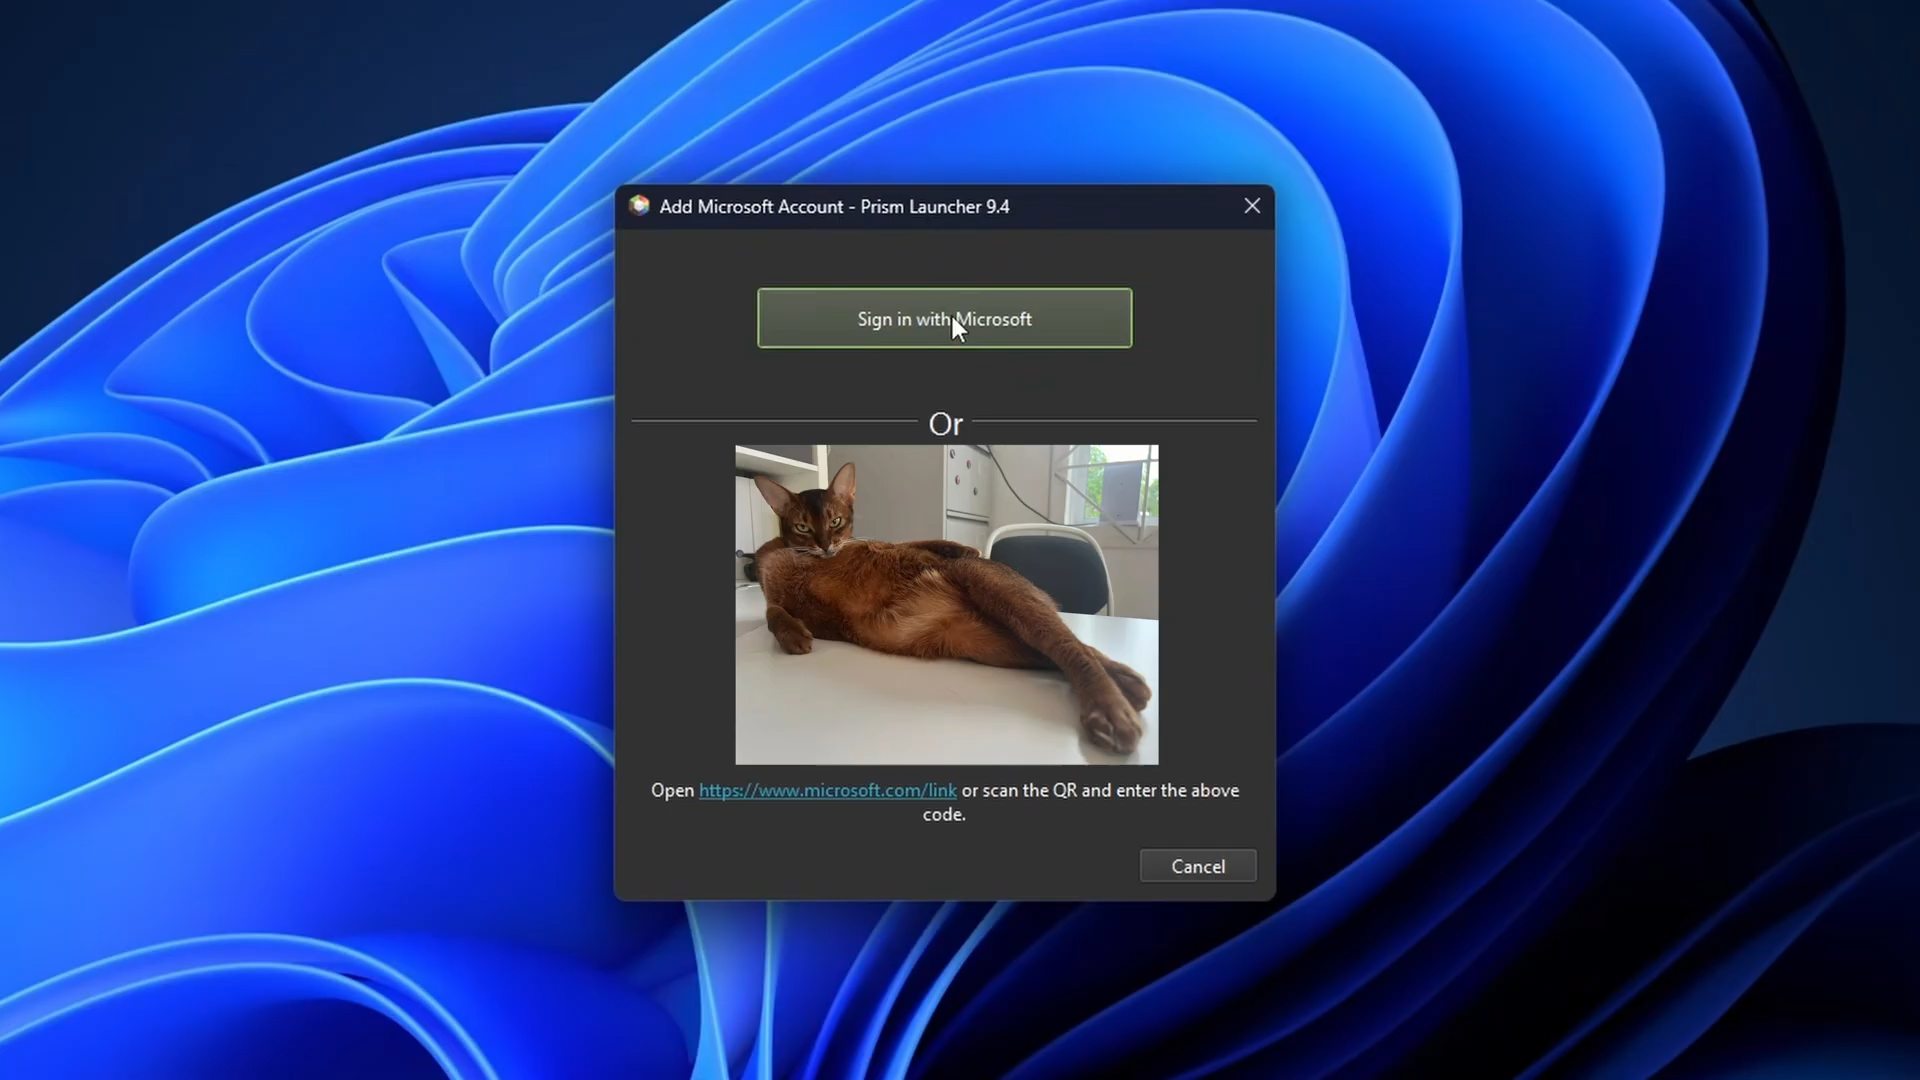 Add Microsoft Account - Prism Launcher 9.4
Sign in with Microsoft
Or
Open https://www.microsoft.com/link or scan the QR and enter the above
code.
Cancel